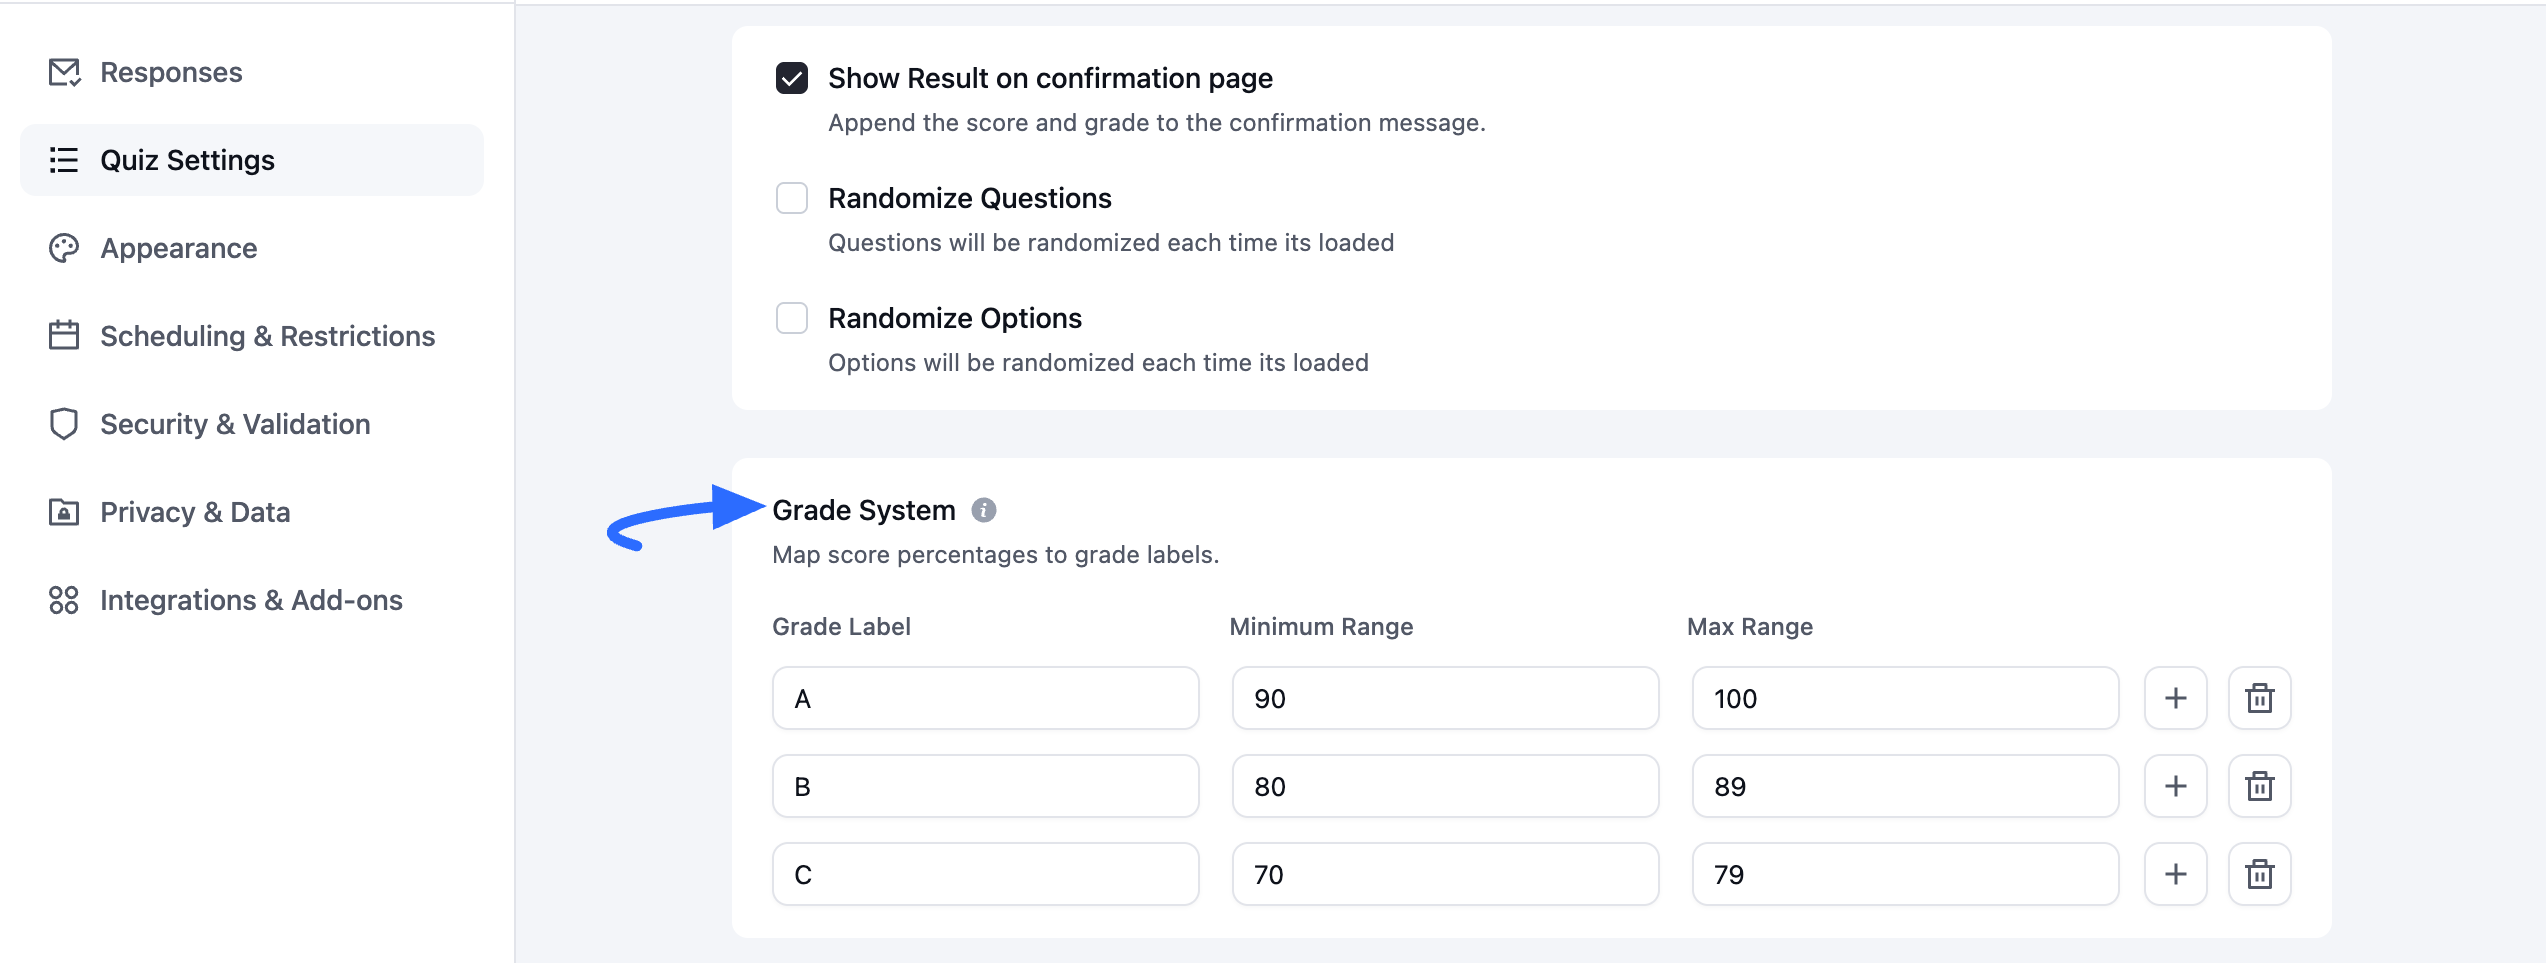 Responses
Quiz Settings
Appearance
Scheduling & Restrictions
Security & Validation
Privacy & Data
Integrations & Add-ons
Show Result on confirmation page
Append the score and grade to the confirmation message.
Randomize Questions
Questions will be randomized each time its loaded
Randomize Options
Options will be randomized each time its loaded
Grade System
Map score percentages to grade labels.
Grade Label Minimum Range Max Range
A 90 100
B 80 89
C 70 79